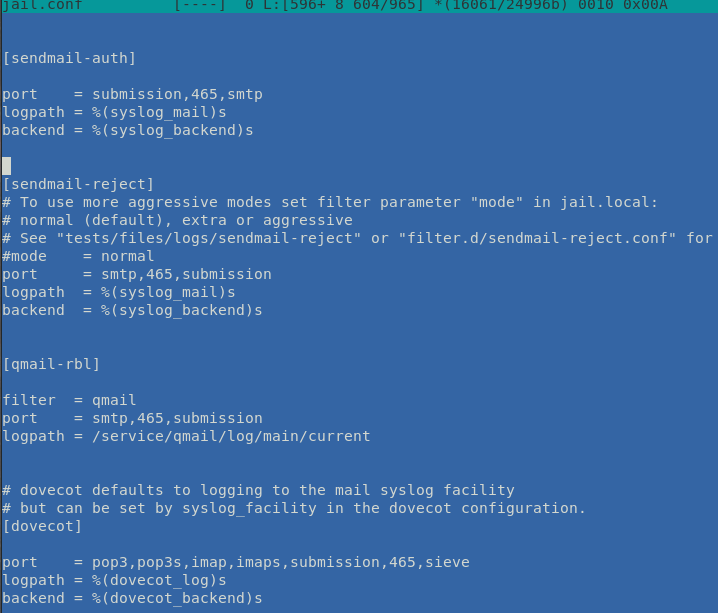 jail.conf          [----]  0 L:[596+ 8 604/965] *(16061/24996b) 0010 0x00A
[sendmail-auth]
port    = submission,465,smtp
logpath = %(syslog_mail)s
backend = %(syslog_backend)s
[sendmail-reject]
# To use more aggressive modes set filter parameter "mode" in jail.local:
# normal (default), extra or aggressive
# See "tests/files/logs/sendmail-reject" or "filter.d/sendmail-reject.conf" for
#mode    = normal
port     = smtp,465,submission
logpath  = %(syslog_mail)s
backend  = %(syslog_backend)s
[qmail-rbl]
filter  = qmail
port    = smtp,465,submission
logpath = /service/qmail/log/main/current
# dovecot defaults to logging to the mail syslog facility
# but can be set by syslog_facility in the dovecot configuration.
[dovecot]
port    = pop3,pop3s,imap,imaps,submission,465,sieve
logpath = %(dovecot_log)s
backend = %(dovecot_backend)s